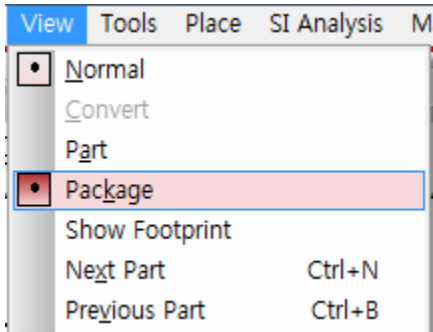 View Tools Place SI Analysis M
Normal
Convert
Part
Package
Show Footprint
Next Part Ctrl+N
Previous Part Ctrl+B